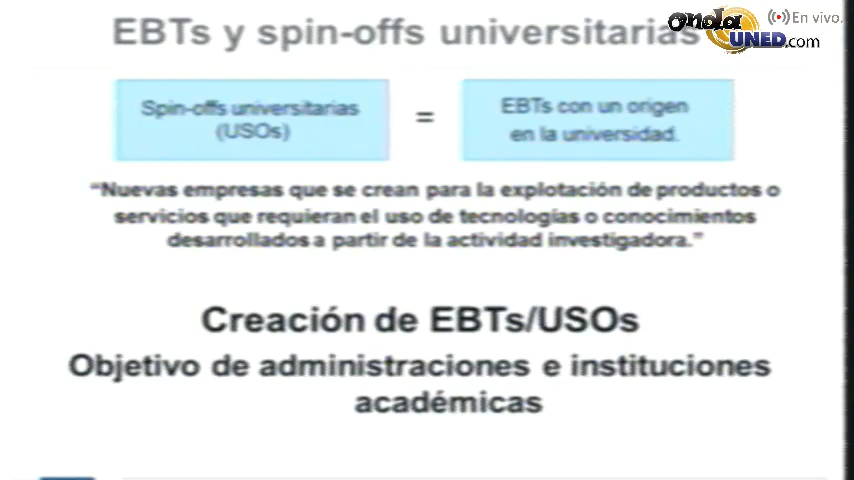 EBTs y spin-offs universitarias
onda
UNED.com
En vivo.
Spin-offs universitarias
(USOs)
=
EBTs con un origen
en la universidad.
"Nuevas empresas que se crean para la explotación de productos o
servicios que requieran el uso de tecnologías o conocimientos
desarrollados a partir de la actividad investigadora."
Creación de EBTs/USOs
Objetivo de administraciones e instituciones
académicas